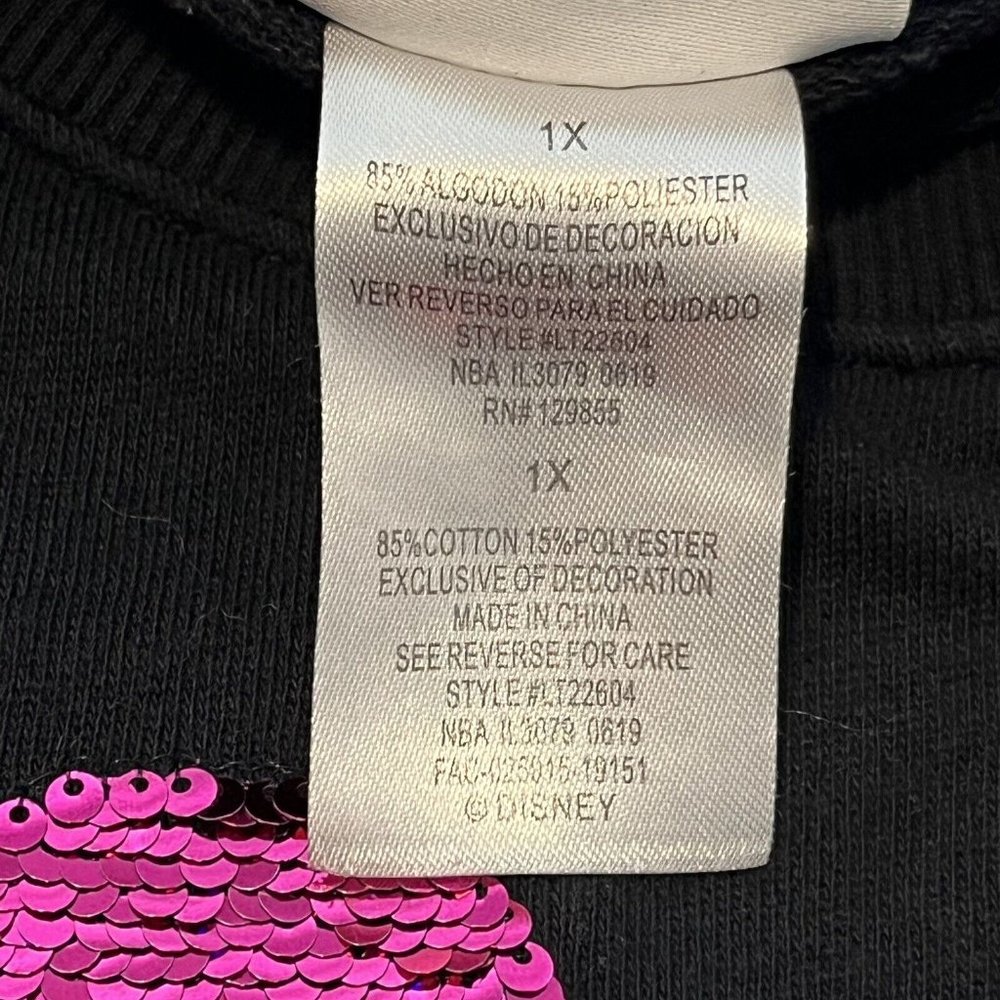 1X
85% ALGODON 15%POLIESTER
EXCLUSIVO DE DECORACION
HECHO EN CHINA
VER REVERSO PARA EL CUIDADO
STYLE #LT22604
NBA IL3079 0619
RN# 129855
1X
85%COTTON 15%POLYESTER
EXCLUSIVE OF DECORATION
MADE IN CHINA
SEE REVERSE FOR CARE
STYLE #LT22604
NBA IL3079 0619
©DISNEY